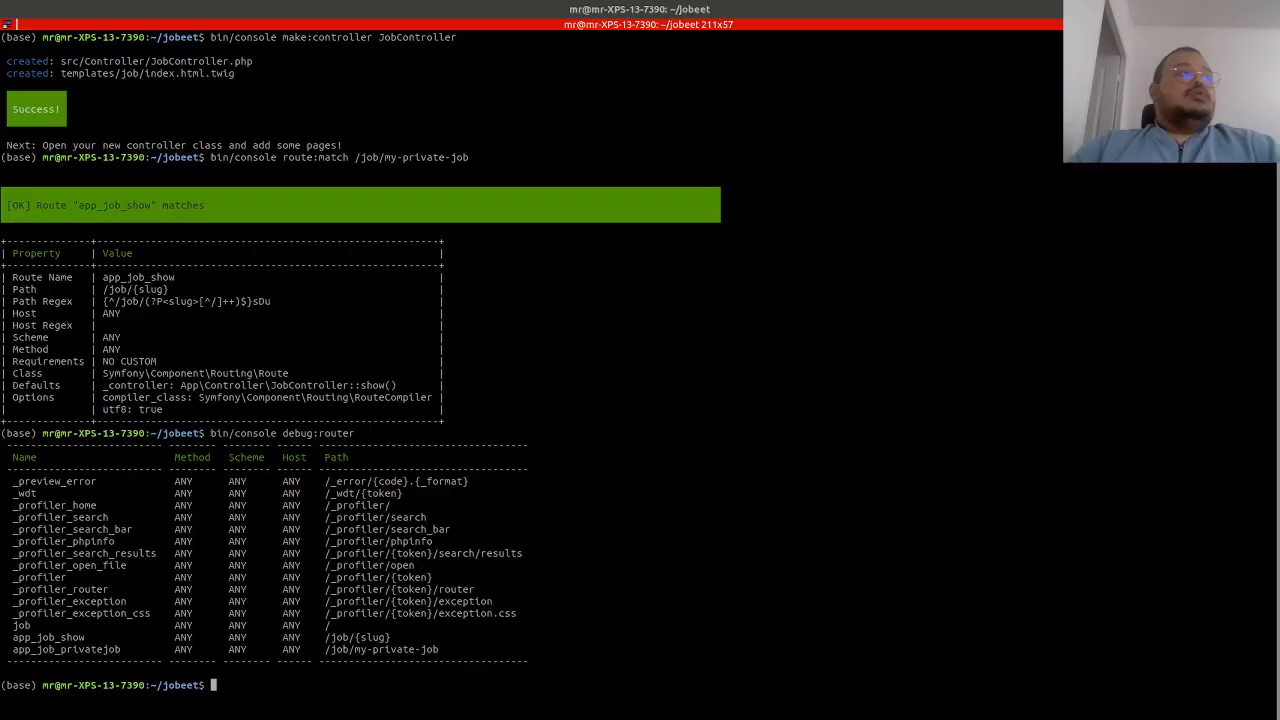 mr@mr-XPS-13-7390: ~/jobeet
mr@mr-XPS-13-7390: ~/jobeet 211x57
(base) mr@mr-XPS-13-7390:~/jobeet$ bin/console make:controller JobController
created: src/Controller/JobController.php
created: templates/job/index.html.twig
Success!
Next: Open your new controller class and add some pages!
(base) mr@mr-XPS-13-7390:~/jobeet$ bin/console route:match /job/my-private-job
[OK] Route "app_job_show" matches
+--------------+---------------------------------------------------------+
| Property     | Value                                                   |
+--------------+---------------------------------------------------------+
| Route Name   | app_job_show                                            |
| Path         | /job/{slug}                                             |
| Path Regex   | {^/job/(?P<slug>[^/]++)$}sDu                            |
| Host         | ANY                                                     |
| Host Regex   |                                                         |
| Scheme       | ANY                                                     |
| Method       | ANY                                                     |
| Requirements | NO CUSTOM                                               |
| Class        | Symfony\Component\Routing\Route                         |
| Defaults     | _controller: App\Controller\JobController::show()       |
| Options      | compiler_class: Symfony\Component\Routing\RouteCompiler |
|              | utf8: true                                              |
+--------------+---------------------------------------------------------+
(base) mr@mr-XPS-13-7390:~/jobeet$ bin/console debug:router
------------------------- -------- -------- ------ ----------------------------------
Name                       Method   Scheme   Host   Path
------------------------- -------- -------- ------ ----------------------------------
_preview_error             ANY      ANY      ANY    /_error/{code}.{_format}
_wdt                       ANY      ANY      ANY    /_wdt/{token}
_profiler_home             ANY      ANY      ANY    /_profiler/
_profiler_search           ANY      ANY      ANY    /_profiler/search
_profiler_search_bar       ANY      ANY      ANY    /_profiler/search_bar
_profiler_phpinfo          ANY      ANY      ANY    /_profiler/phpinfo
_profiler_search_results   ANY      ANY      ANY    /_profiler/{token}/search/results
_profiler_open_file        ANY      ANY      ANY    /_profiler/open
_profiler                  ANY      ANY      ANY    /_profiler/{token}
_profiler_router           ANY      ANY      ANY    /_profiler/{token}/router
_profiler_exception        ANY      ANY      ANY    /_profiler/{token}/exception
_profiler_exception_css    ANY      ANY      ANY    /_profiler/{token}/exception.css
job                        ANY      ANY      ANY    /
app_job_show               ANY      ANY      ANY    /job/{slug}
app_job_privatejob         ANY      ANY      ANY    /job/my-private-job
------------------------- -------- -------- ------ ----------------------------------
(base) mr@mr-XPS-13-7390:~/jobeet$